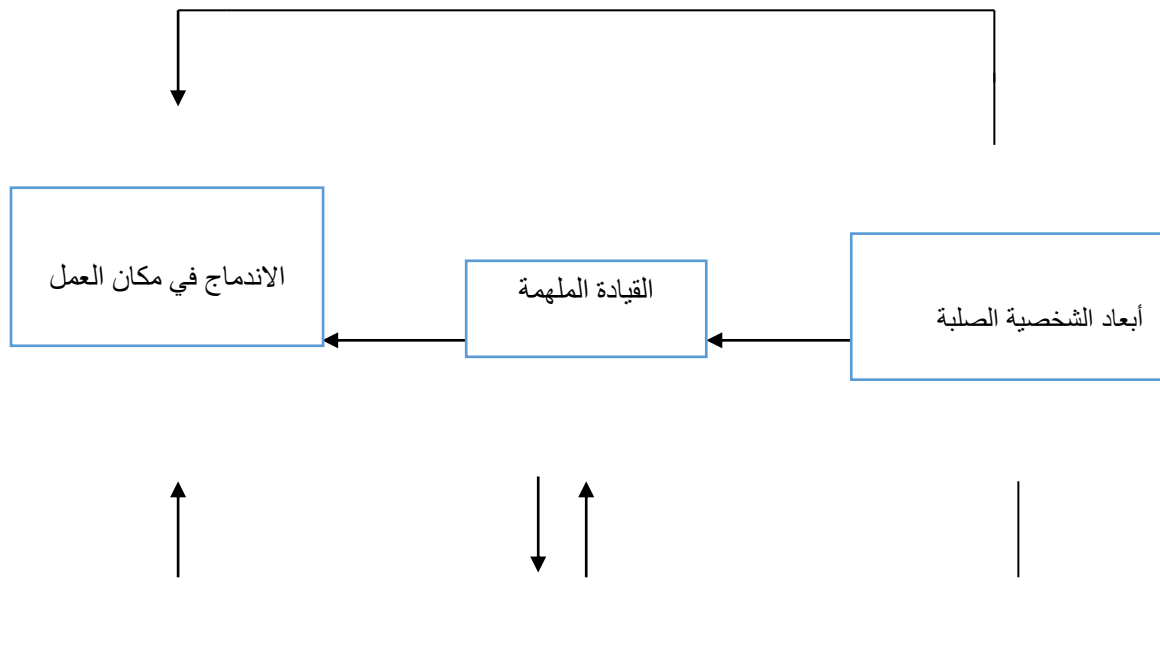 أبعاد الشخصية الصلبة
القيادة الملهمة
الاندماج في مكان العمل